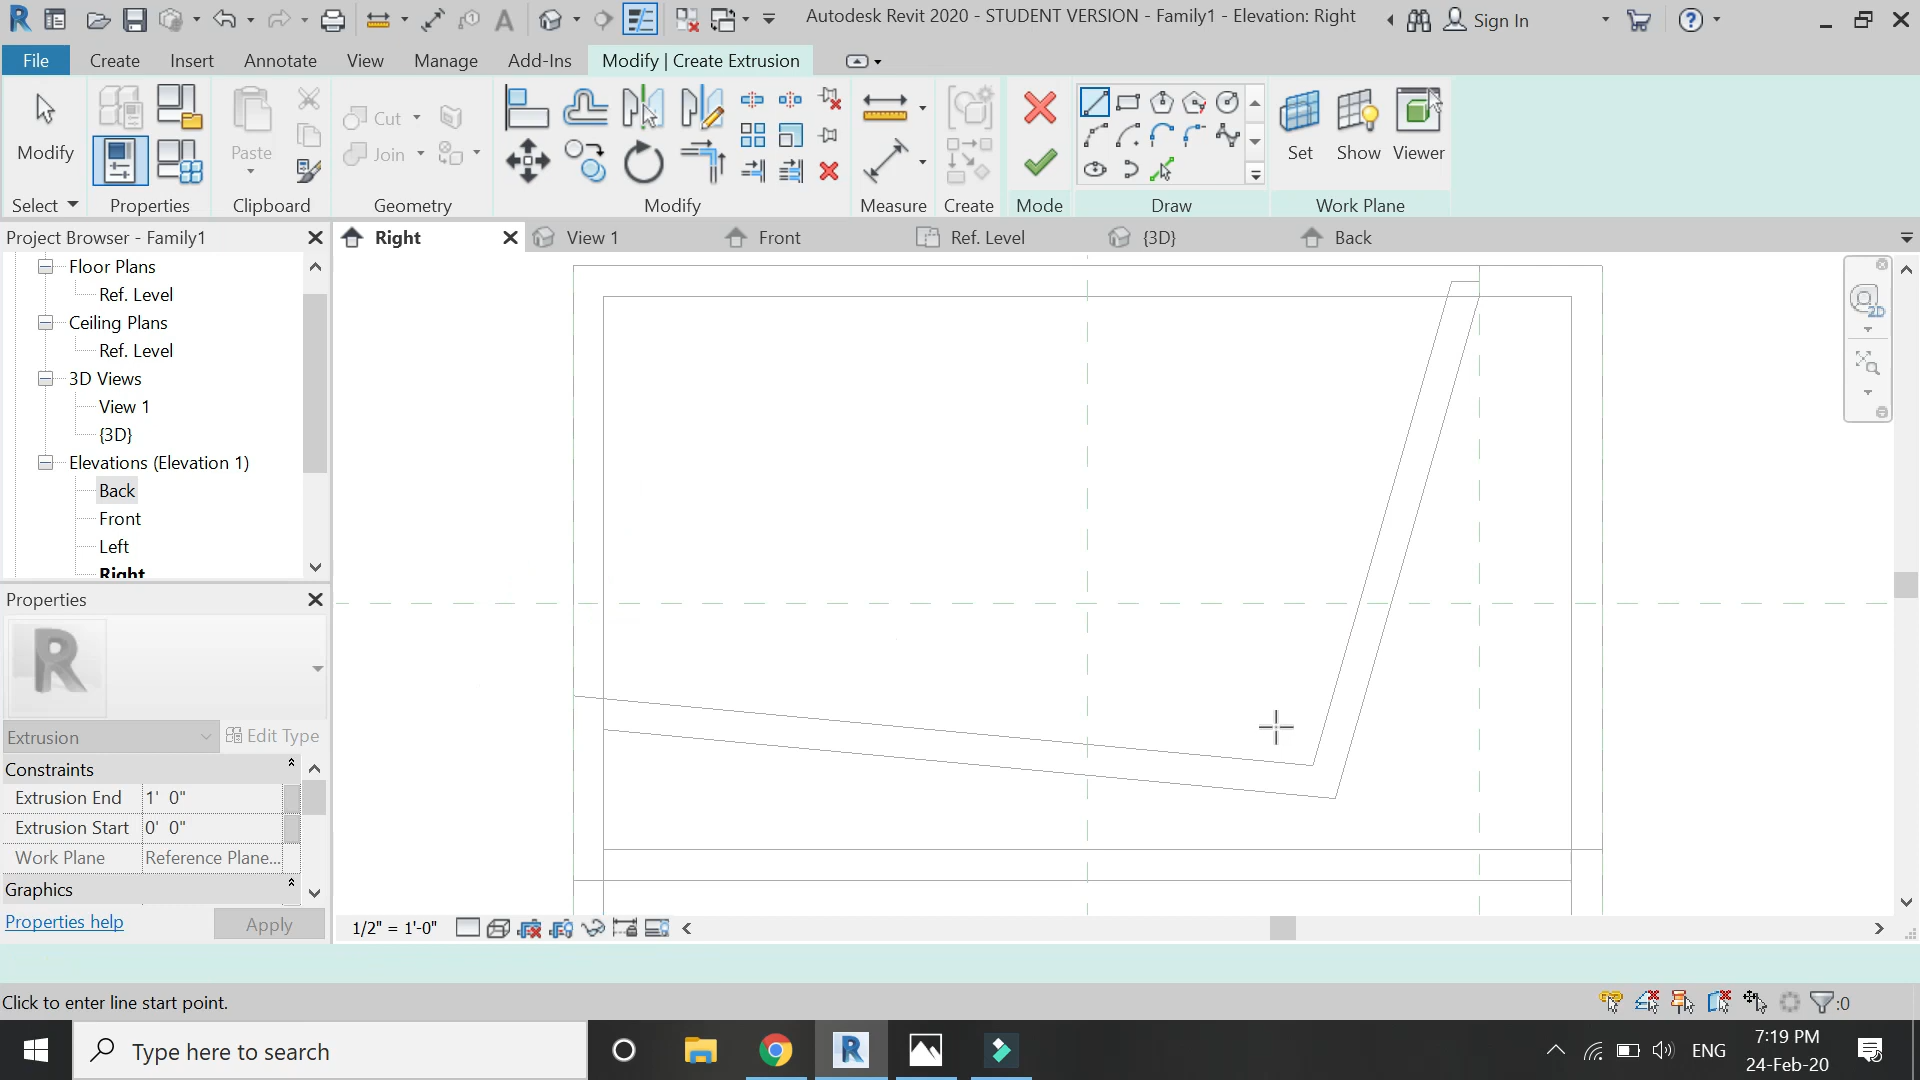 Autodesk Revit 2020 - STUDENT VERSION - Family1 - Elevation: Right
Sign In
File
Create
Insert
Annotate
View
Manage
Add-Ins
Modify | Create Extrusion
Modify
Paste
Cut
Join
Set
Show
Viewer
Select
Properties
Clipboard
Geometry
Modify
Measure
Create
Mode
Draw
Work Plane
Project Browser - Family1
Right
View 1
Front
Ref. Level
{3D}
Back
Floor Plans
Ref. Level
Ceiling Plans
Ref. Level
3D Views
View 1
{3D}
Elevations (Elevation 1)
Back
Front
Left
Right
2D
Properties
R
Extrusion
Edit Type
Constraints
Extrusion End 1' 0"
Extrusion Start 0' 0"
Work Plane Reference Plane...
Graphics
Properties help
Apply
1/2" = 1'-0"
Click to enter line start point.
:0
Type here to search
ENG
7:19 PM
24-Feb-20